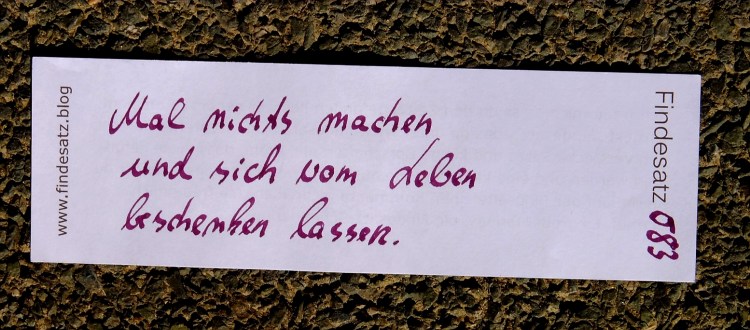 www.findesatz.blog
Mal nichts machen
und sich vom Leben
beschenken lassen.
Findesatz 083